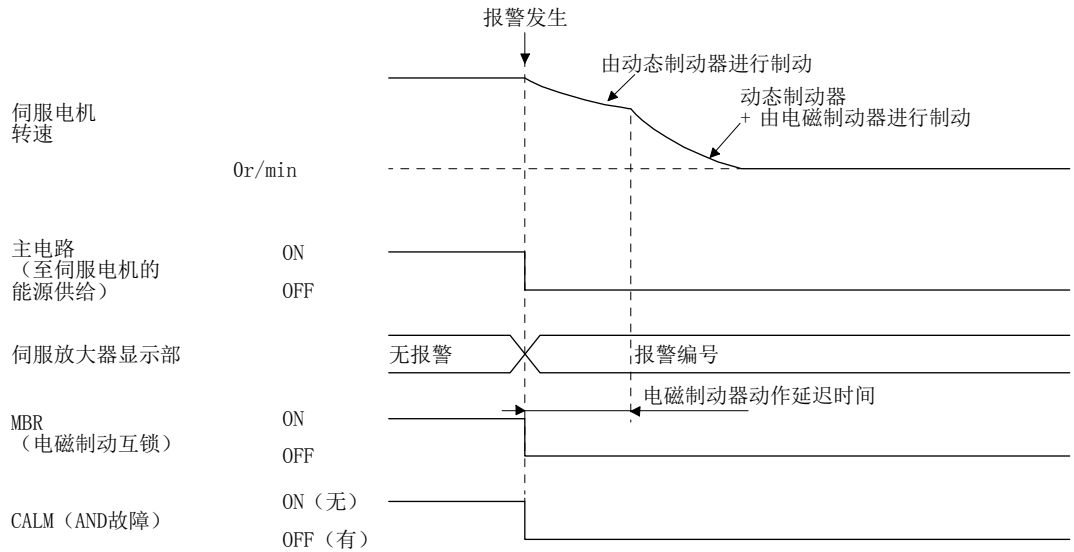 报警发生
由动态制动器进行制动
动态制动器
+ 由电磁制动器进行制动
伺服电机
转速
0r/min
主电路
（至伺服电机的
能源供给）
ON
OFF
伺服放大器显示部
无报警
报警编号
电磁制动器动作延迟时间
MBR
（电磁制动互锁）
ON
OFF
CALM（AND故障）
ON（无）
OFF（有）